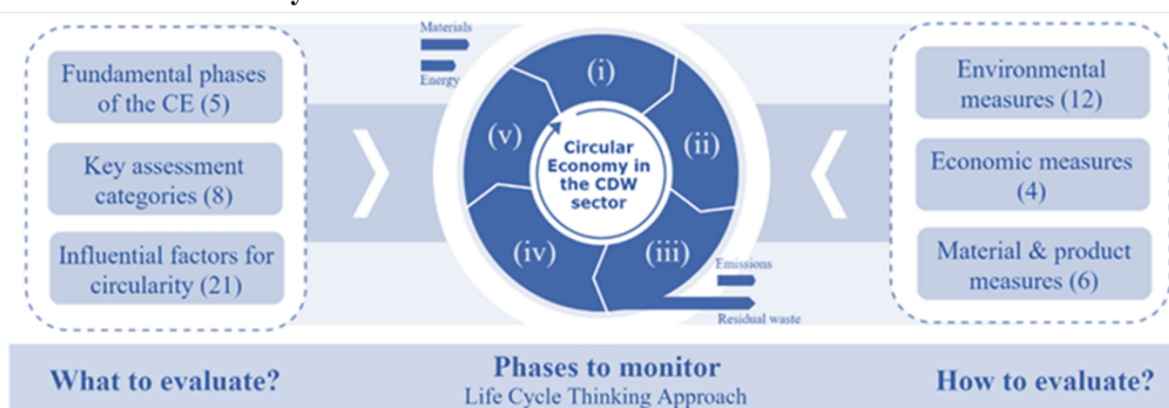 Fundamental phases
of the CE (5)
Key assessment
categories (8)
Influential factors for
circularity (21)
What to evaluate?
Materials
Energy
(i)
(ii)
(iii)
(iv)
(v)
Circular
Economy in
the CDW
sector
Emissions
Residual waste
Phases to monitor
Life Cycle Thinking Approach
Environmental
measures (12)
Economic measures
(4)
Material & product
measures (6)
How to evaluate?